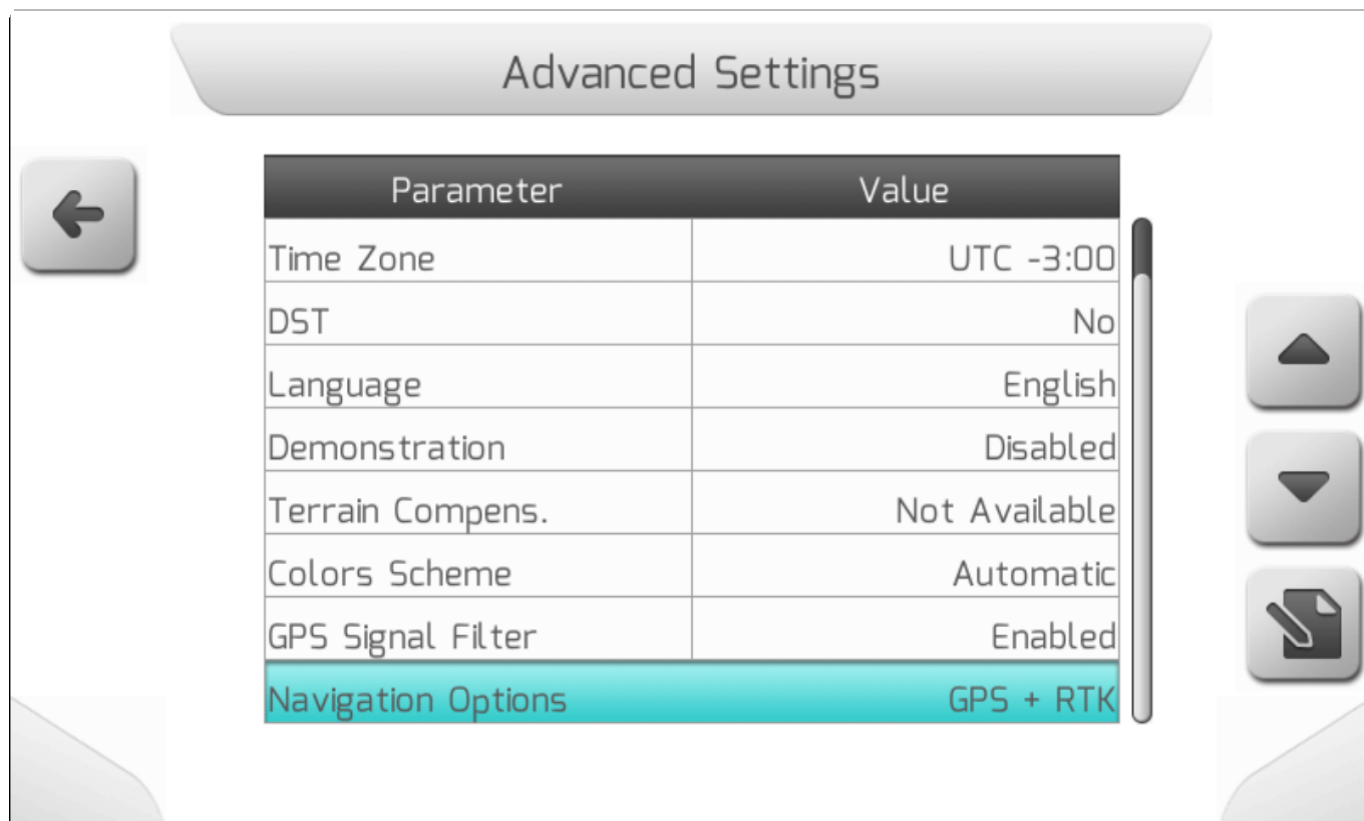 Advanced Settings
Parameter Value
Time Zone UTC -3:00
DST No
Language English
Demonstration Disabled
Terrain Compens. Not Available
Colors Scheme Automatic
GPS Signal Filter Enabled
Navigation Options GPS + RTK